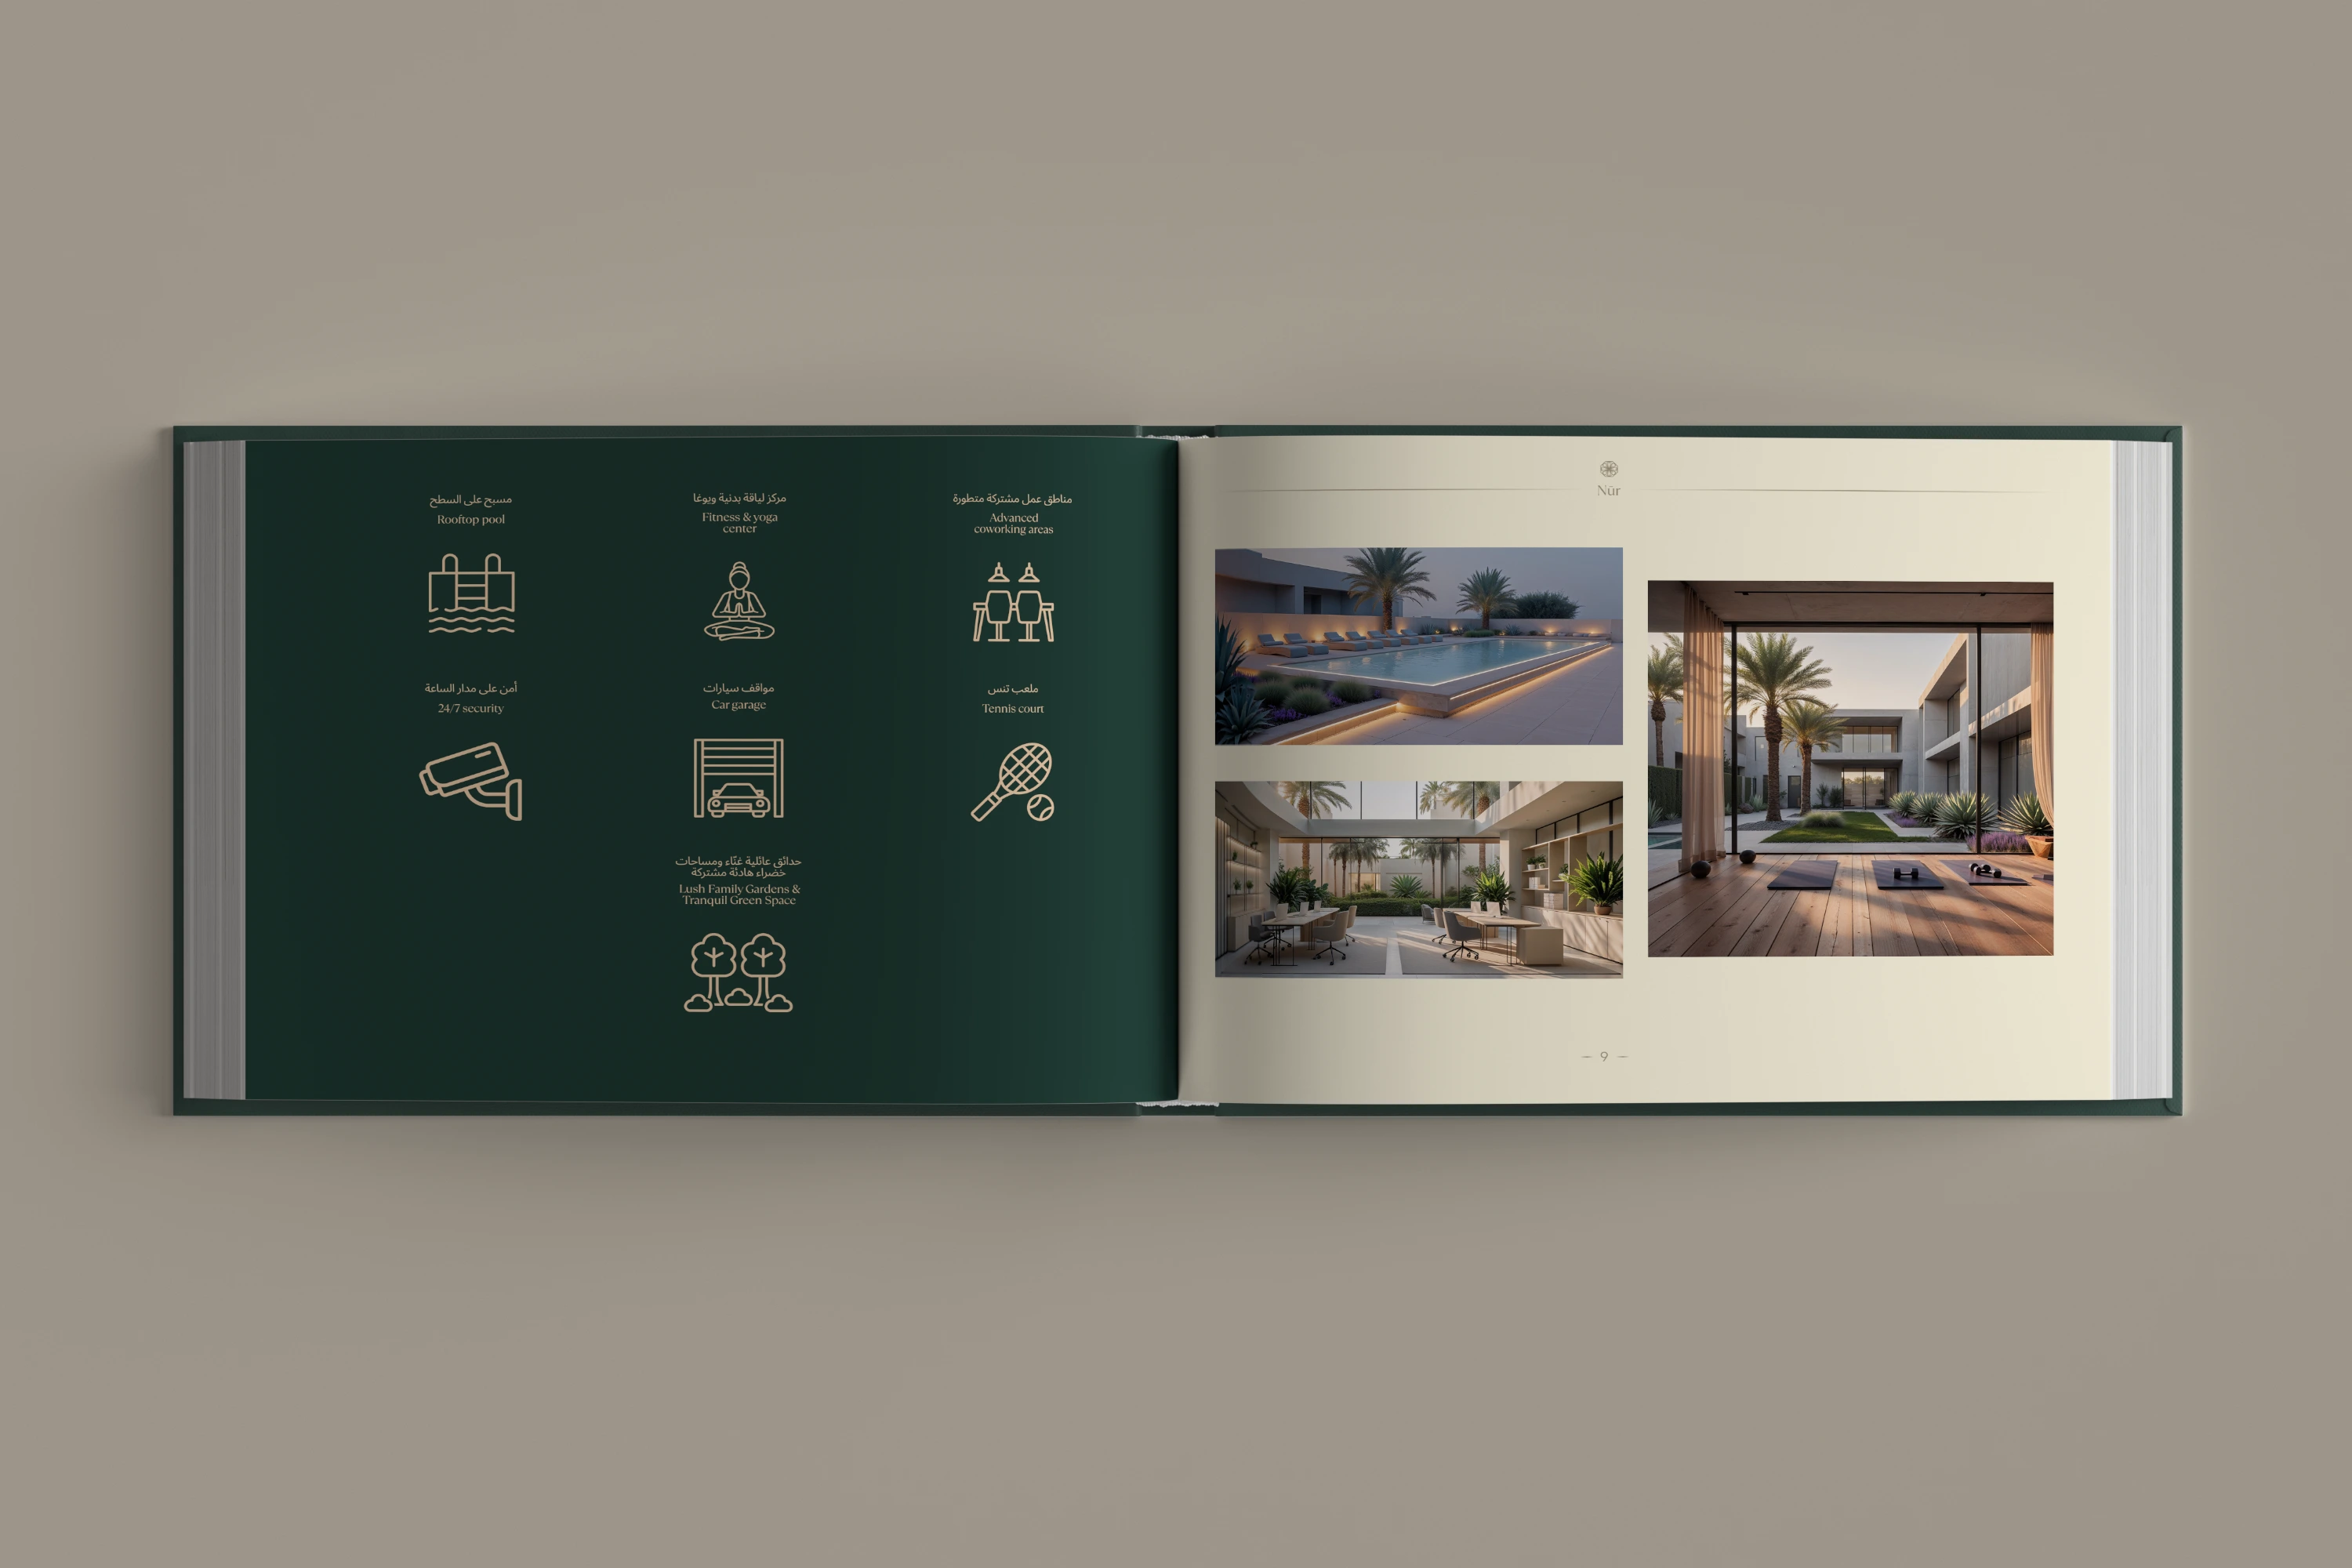 مسبح على السطح
Rooftop pool
مركز لياقة بدنية ويوغا
Fitness & yoga
center
مناطق عمل مشتركة متطورة
Advanced
coworking areas
أمن على مدار الساعة
24/7 security
مواقف سيارات
Car garage
ملعب تنس
Tennis court
حدائق عائلية غنّاء ومساحات
خضراء هادئة مشتركة
Lush Family Gardens &
Tranquil Green Space
Nūr
– 9 –